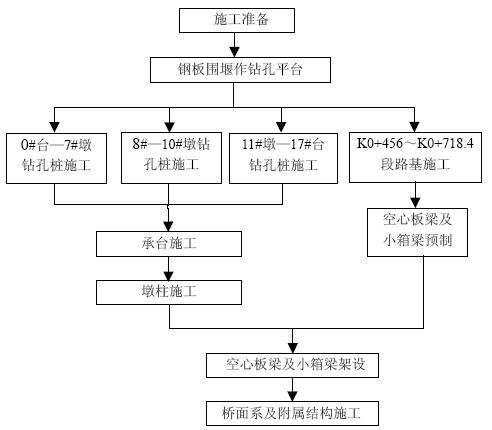 施工准备
钢板围堰作钻孔平台
0#台—7#墩
钻孔桩施工
8#—10#墩钻
孔桩施工
11#墩—17#台
钻孔桩施工
K0+456～K0+718.4
段路基施工
空心板梁及
小箱梁预制
承台施工
墩柱施工
空心板梁及小箱梁架设
桥面系及附属结构施工